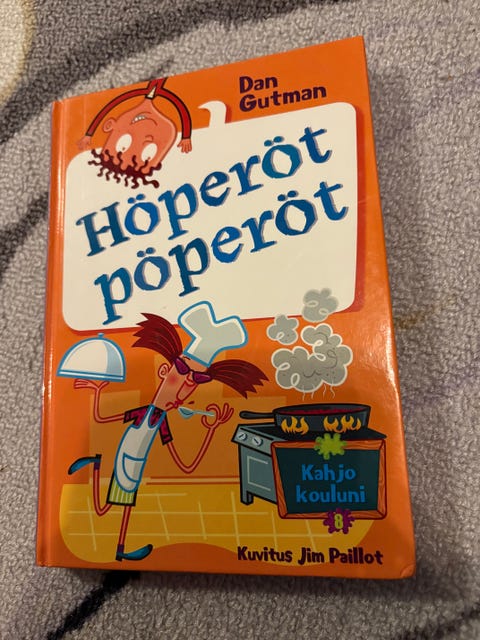 Dan
Gutman
Höperöt
pöperöt
Kahjo
kouluni
8
Kuvitus Jim Paillot